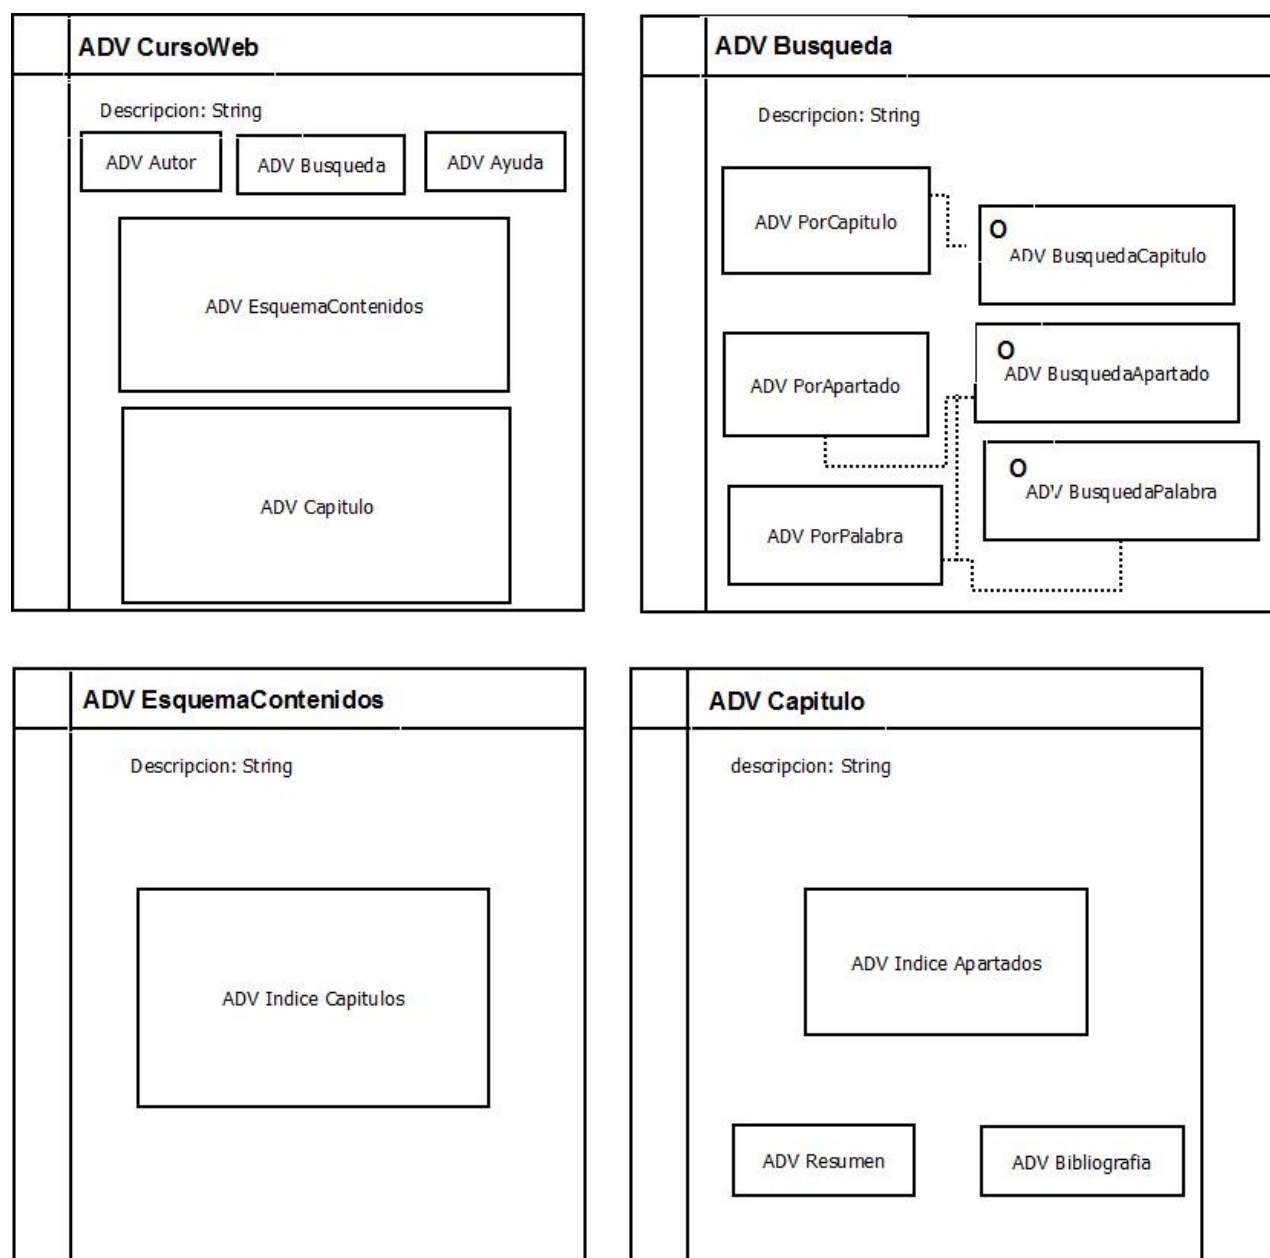 ADV CursoWeb
Descripcion: String
ADV Autor
ADV Busqueda
ADV Ayuda
ADV EsquemaContenidos
ADV Capitulo
ADV Busqueda
Descripcion: String
ADV PorCapitulo
O
ADV BusquedaCapitulo
ADV PorApartado
O
ADV BusquedaApartado
ADV PorPalabra
O
ADV BusquedaPalabra
ADV EsquemaContenidos
Descripcion: String
ADV Indice Capitulos
ADV Capitulo
descripcion: String
ADV Indice Apartados
ADV Resumen
ADV Bibliografia